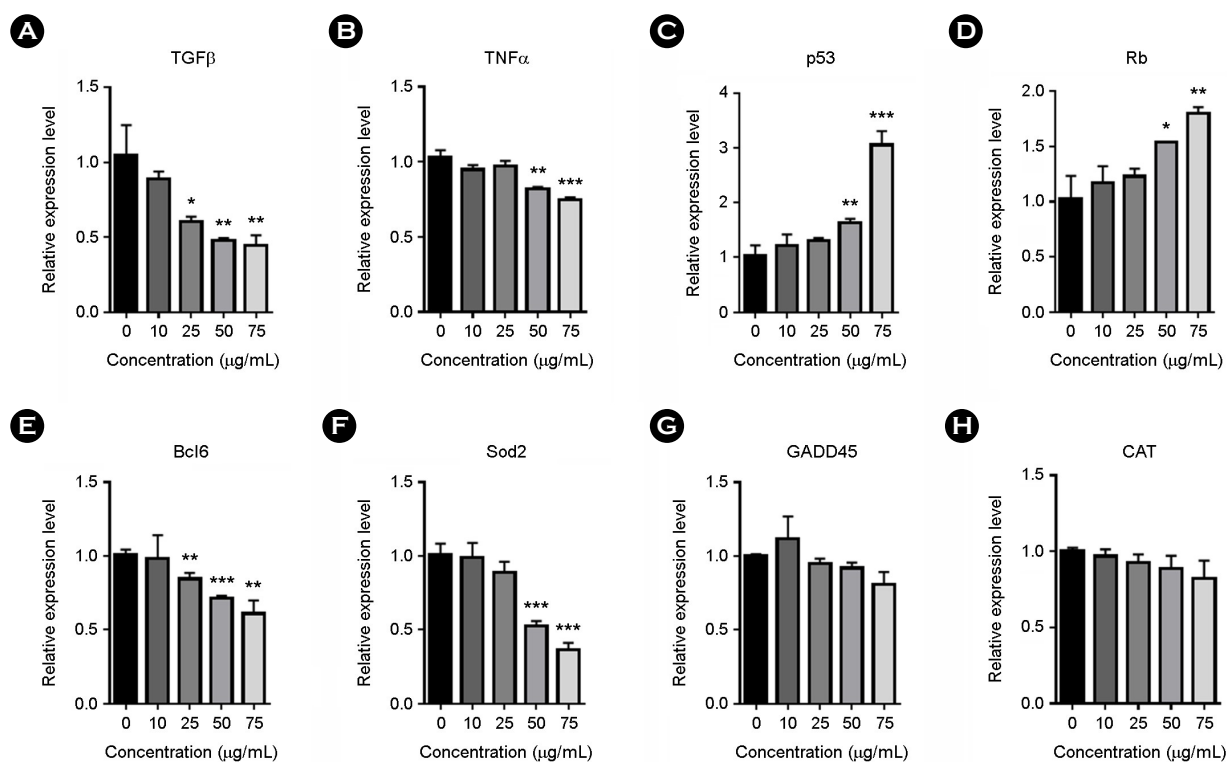 A
TGFβ
Relative expression level
1.5
1.0
0.5
0.0
*
**
**
0 10 25 50 75
Concentration (μg/mL)
B
TNFα
Relative expression level
1.5
1.0
0.5
0.0
**
***
0 10 25 50 75
Concentration (μg/mL)
C
p53
Relative expression level
4
3
2
1
0
**
***
0 10 25 50 75
Concentration (μg/mL)
D
Rb
Relative expression level
2.0
1.5
1.0
0.5
0.0
*
**
0 10 25 50 75
Concentration (μg/mL)
E
Bcl6
Relative expression level
1.5
1.0
0.5
0.0
**
***
**
0 10 25 50 75
Concentration (μg/mL)
F
Sod2
Relative expression level
1.5
1.0
0.5
0.0
***
***
0 10 25 50 75
Concentration (μg/mL)
G
GADD45
Relative expression level
1.5
1.0
0.5
0.0
0 10 25 50 75
Concentration (μg/mL)
H
CAT
Relative expression level
1.5
1.0
0.5
0.0
0 10 25 50 75
Concentration (μg/mL)